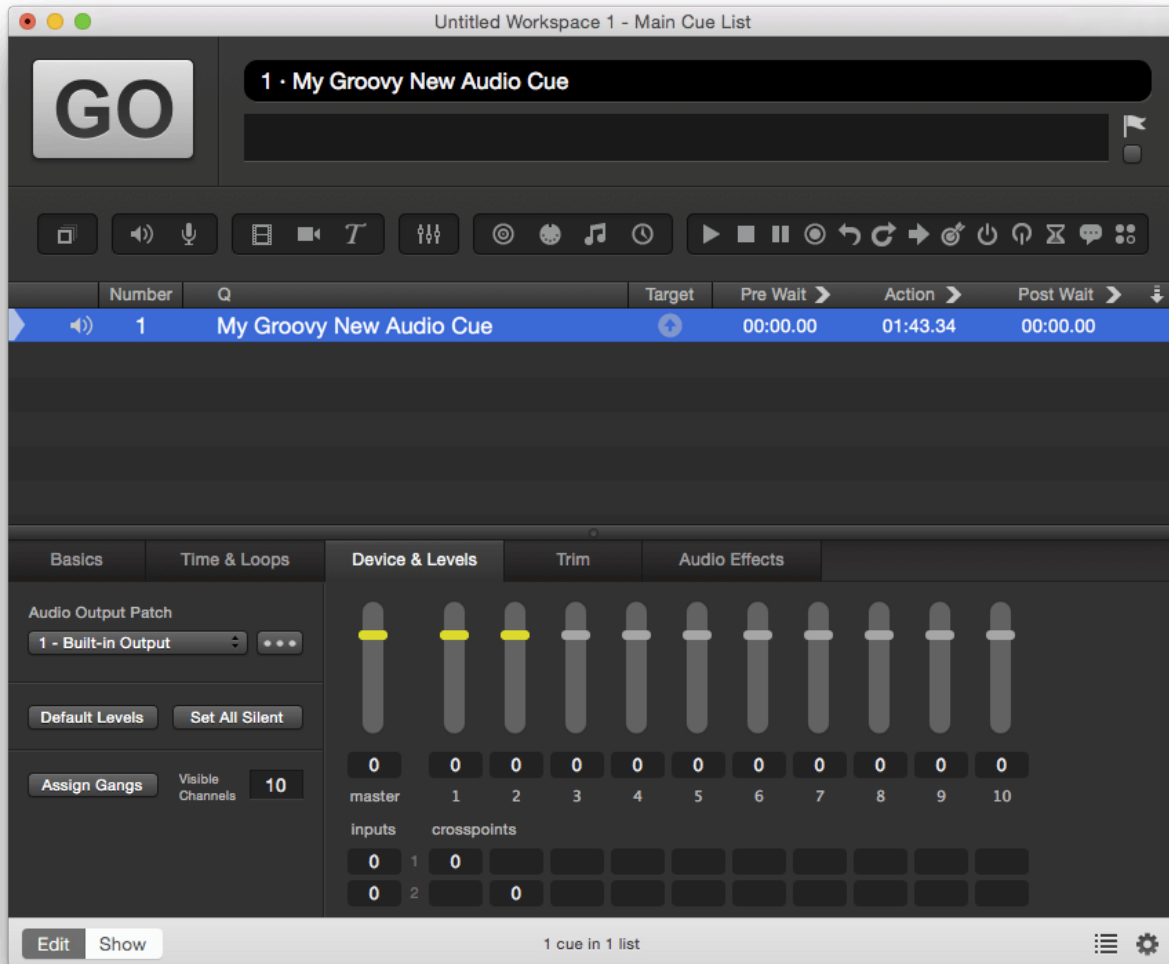 Untitled Workspace 1 - Main Cue List
GO
1 · My Groovy New Audio Cue
T
Number Q Target Pre Wait Action Post Wait
1 My Groovy New Audio Cue 00:00.00 01:43.34 00:00.00
Basics Time & Loops Device & Levels Trim Audio Effects
Audio Output Patch
1 - Built-in Output
Default Levels Set All Silent
Assign Gangs Visible Channels 10
0 0 0 0 0 0 0 0 0 0 0
master 1 2 3 4 5 6 7 8 9 10
inputs crosspoints
0 1 0
0 2 0
Edit Show 1 cue in 1 list